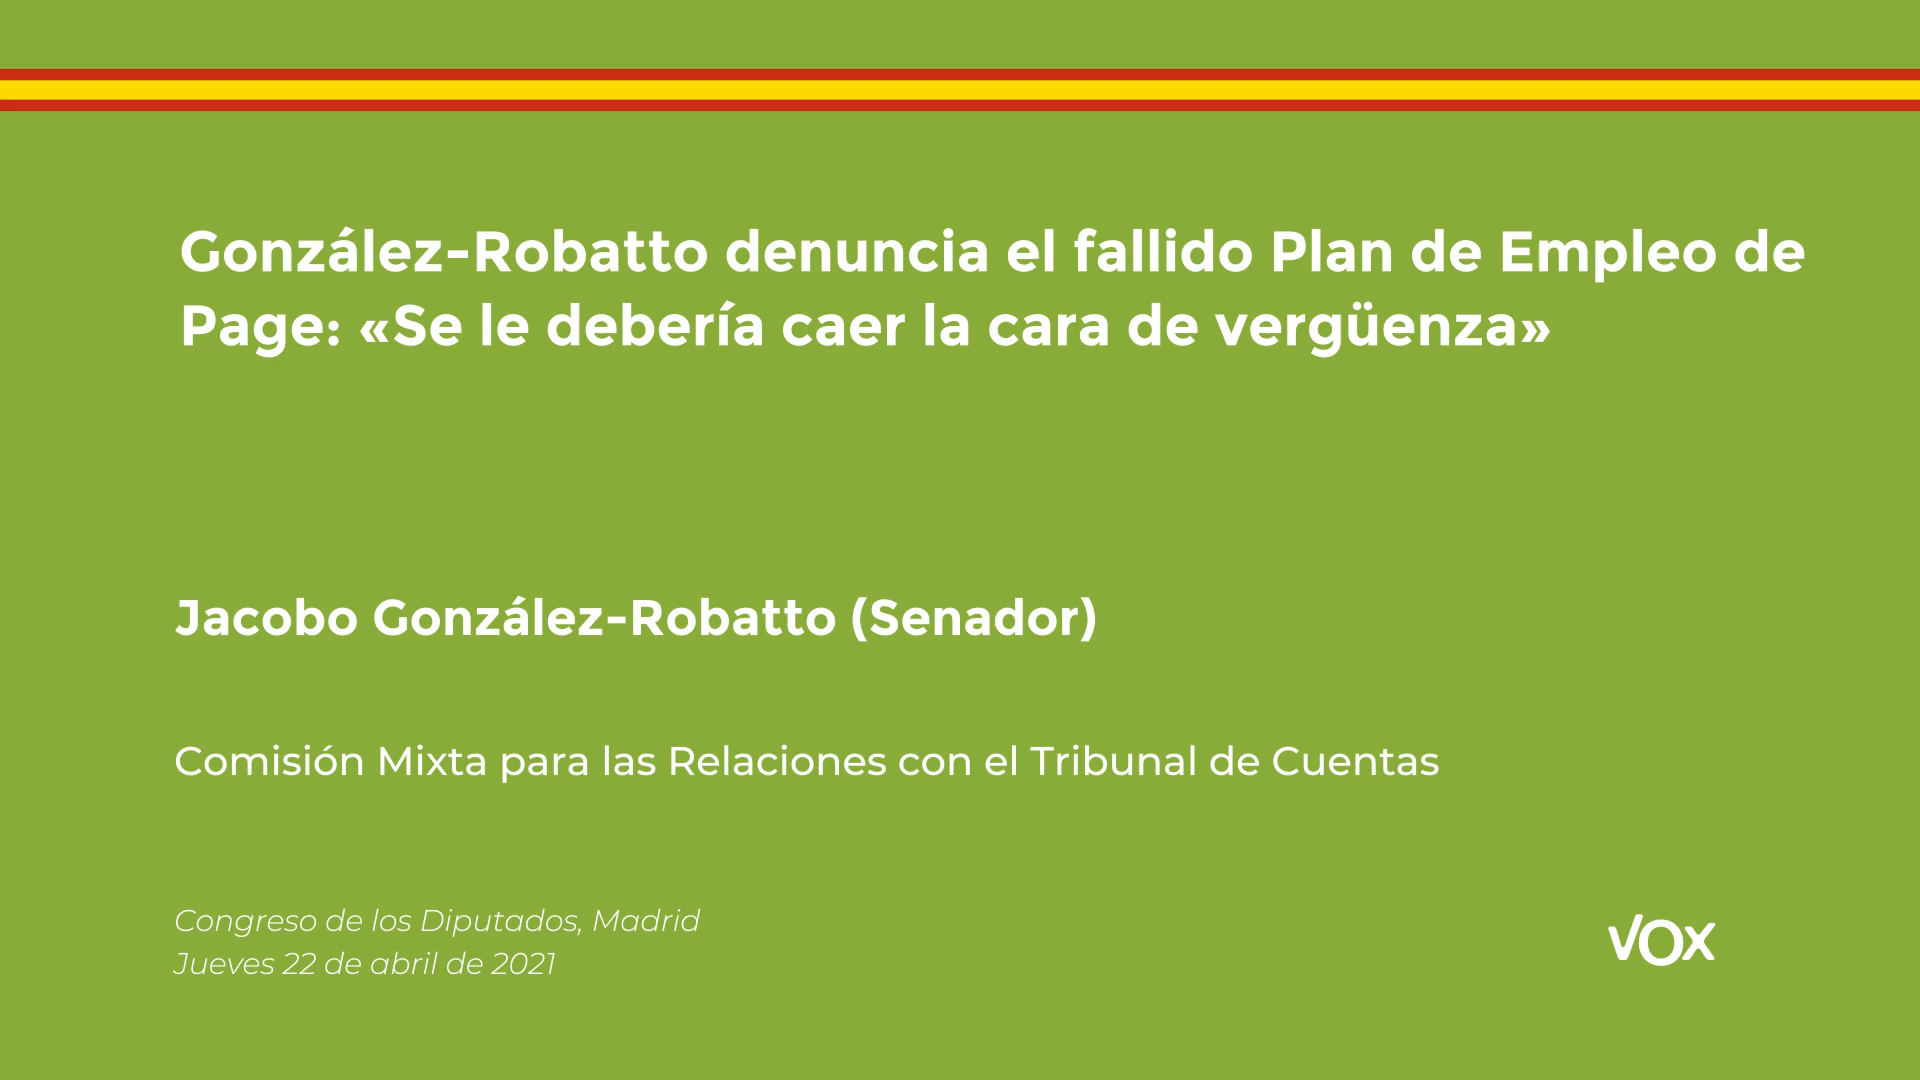 González-Robatto denuncia el fallido Plan de Empleo de
Page: «Se le debería caer la cara de vergüenza»
Jacobo González-Robatto (Senador)
Comisión Mixta para las Relaciones con el Tribunal de Cuentas
Congreso de los Diputados, Madrid
Jueves 22 de abril de 2021
VOX